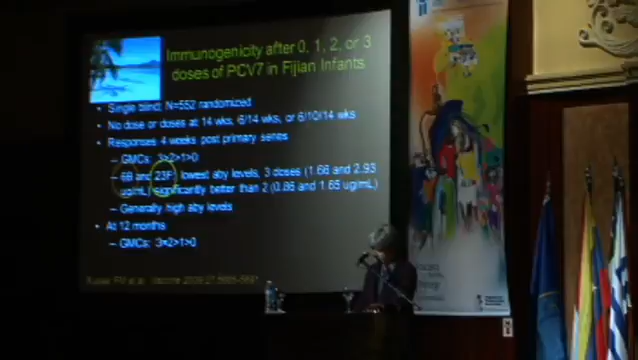 Immunogenicity after 0, 1, 2, or 3
doses of PCV7 in Fijian Infants
• Single blind, N=552 randomized
• No dose or doses at 14 wks, 6/14 wks, or 6/10/14 wks
• Responses 4 weeks post primary series
– GMCs: 3>2>1>0
– 6B and 23F lowest aby levels, 3 doses (1.66 and 2.93
ug/mL) significantly better than 2 (0.86 and 1.65 ug/mL)
– Generally high aby levels
• At 12 months
– GMCs:
et al. Vaccine